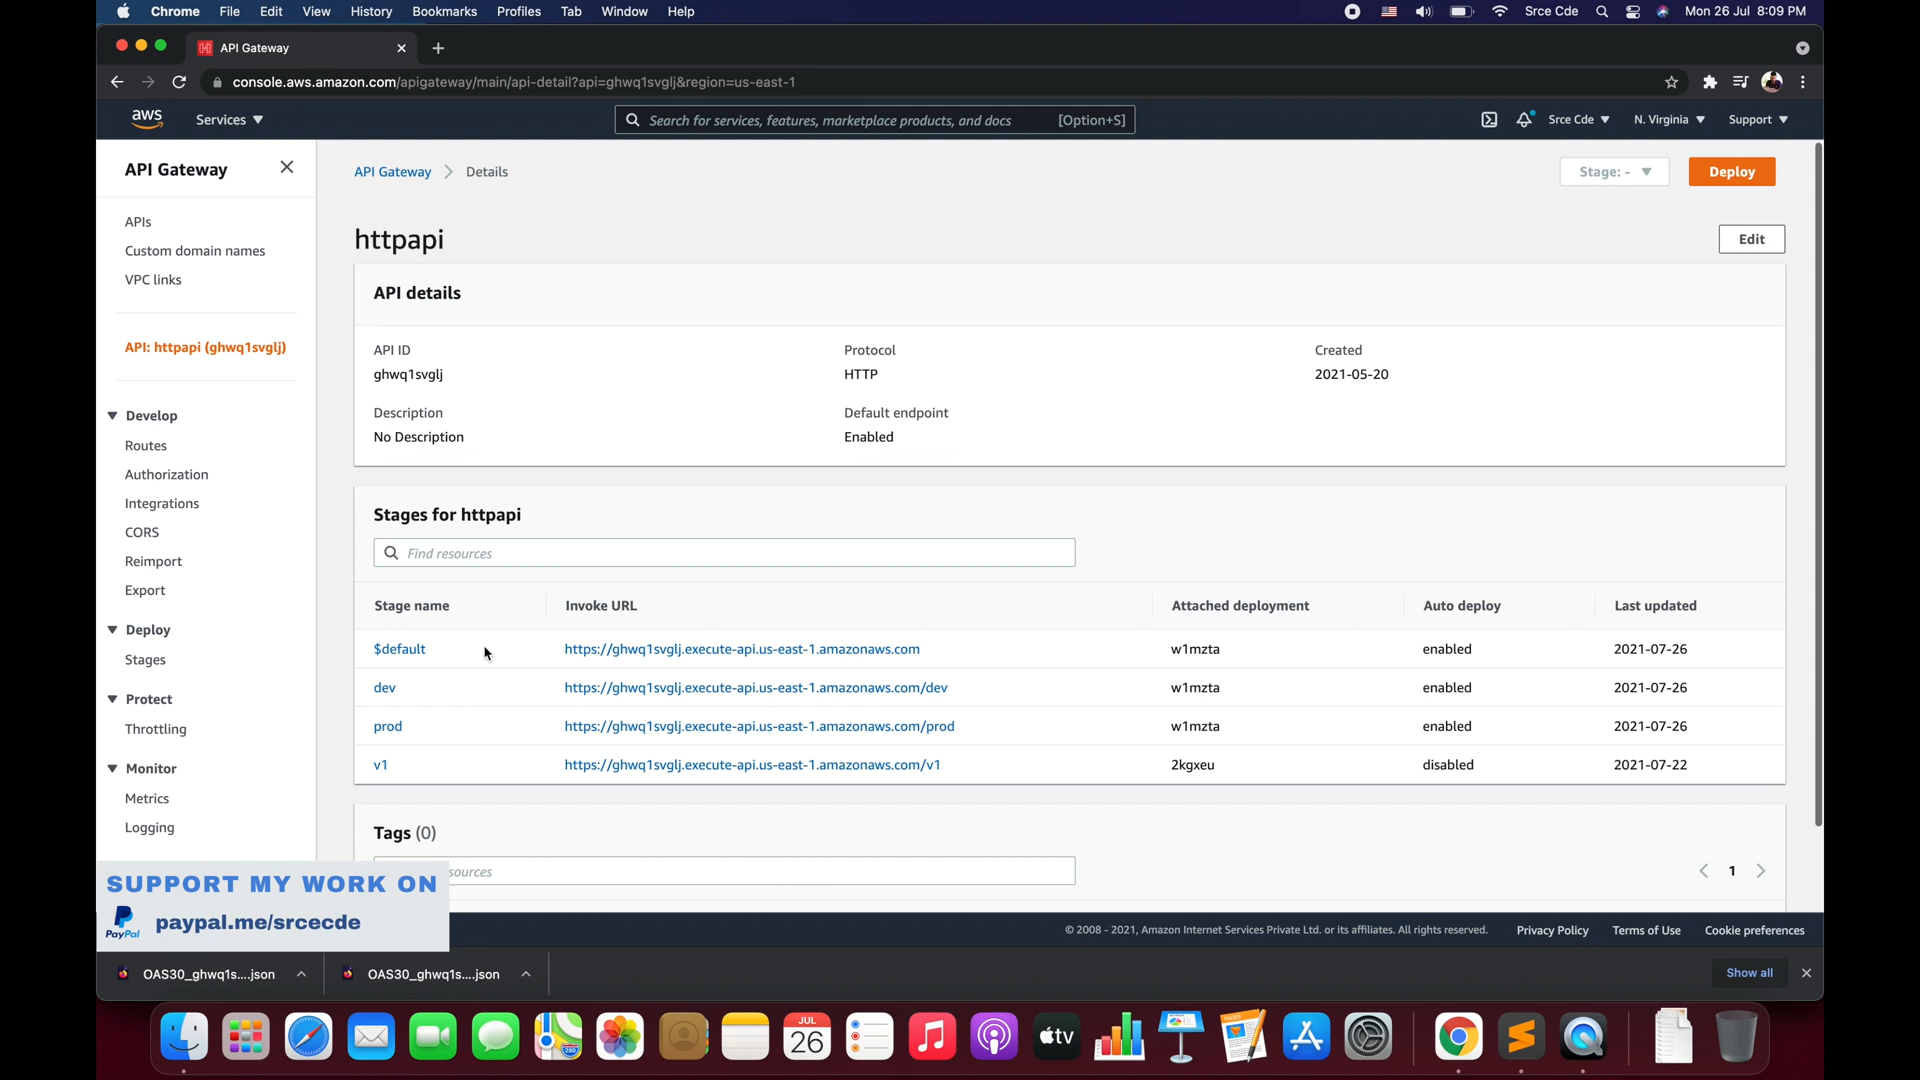 Chrome File Edit View History Bookmarks Profiles Tab Window Help Srce Cde Mon 26 Jul 8:09 PM
API Gateway
console.aws.amazon.com/apigateway/main/api-detail?api=ghwq1svglj&region=us-east-1
aws Services Search for services, features, marketplace products, and docs [Option+S] Srce Cde N. Virginia Support
API Gateway
APIs
Custom domain names
VPC links
API: httpapi (ghwq1svglj)
Develop
Routes
Authorization
Integrations
CORS
Reimport
Export
Deploy
Stages
Protect
Throttling
Monitor
Metrics
Logging
API Gateway Details
Stage: - Deploy
httpapi
Edit
API details
API ID Protocol Created
ghwq1svglj HTTP 2021-05-20
Description Default endpoint
No Description Enabled
Stages for httpapi
Find resources
Stage name Invoke URL Attached deployment Auto deploy Last updated
$default https://ghwq1svglj.execute-api.us-east-1.amazonaws.com w1mzta enabled 2021-07-26
dev https://ghwq1svglj.execute-api.us-east-1.amazonaws.com/dev w1mzta enabled 2021-07-26
prod https://ghwq1svglj.execute-api.us-east-1.amazonaws.com/prod w1mzta enabled 2021-07-26
v1 https://ghwq1svglj.execute-api.us-east-1.amazonaws.com/v1 2kgxeu disabled 2021-07-22
Tags (0)
sources 1
SUPPORT MY WORK ON
PayPal paypal.me/srcecde
© 2008 - 2021, Amazon Internet Services Private Ltd. or its affiliates. All rights reserved. Privacy Policy Terms of Use Cookie preferences
OAS30_ghwq1s....json OAS30_ghwq1s....json Show all
JUL
26
280
tv
PAGES